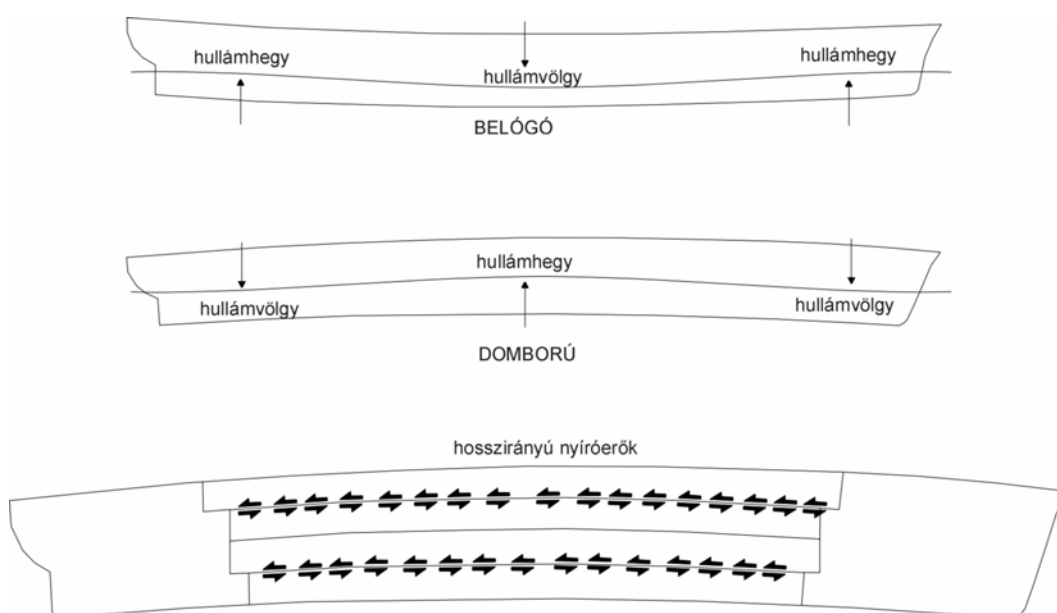 hullámhegy
hullámvölgy
hullámhegy
BELÓGÓ
hullámvölgy
hullámhegy
hullámvölgy
DOMBORÚ
hosszirányú nyíróerők